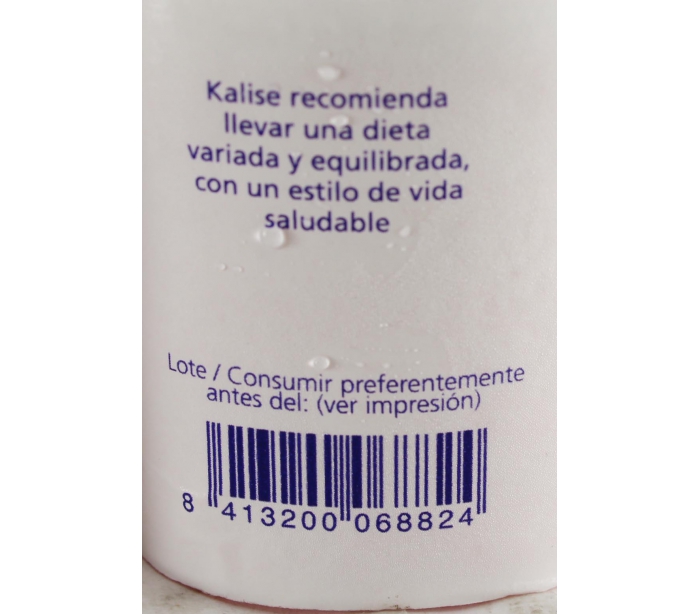 Kalise recomienda
llevar una dieta
variada y equilibrada,
con un estilo de vida
saludable
Lote / Consumir preferentemente
antes del: (ver impresión)
8 413200 068824